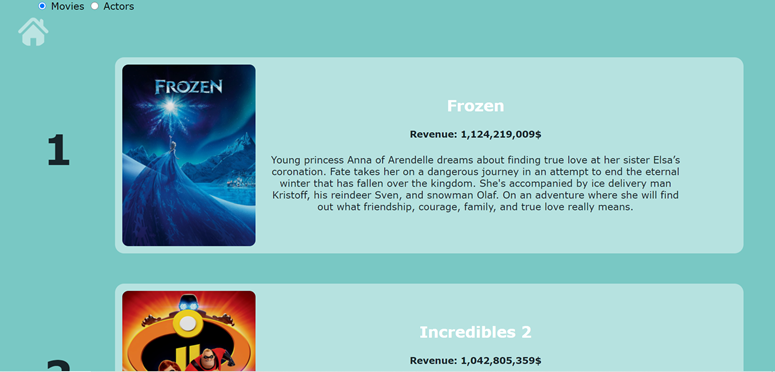 Movies Actors
1
FROZEN
Frozen
Revenue: 1,124,219,009$
Young princess Anna of Arendelle dreams about finding true love at her sister Elsa’s
coronation. Fate takes her on a dangerous journey in an attempt to end the eternal
winter that has fallen over the kingdom. She's accompanied by ice delivery man
Kristoff, his reindeer Sven, and snowman Olaf. On an adventure where she will find
out what friendship, courage, family, and true love really means.
Incredibles 2
Revenue: 1,042,805,359$